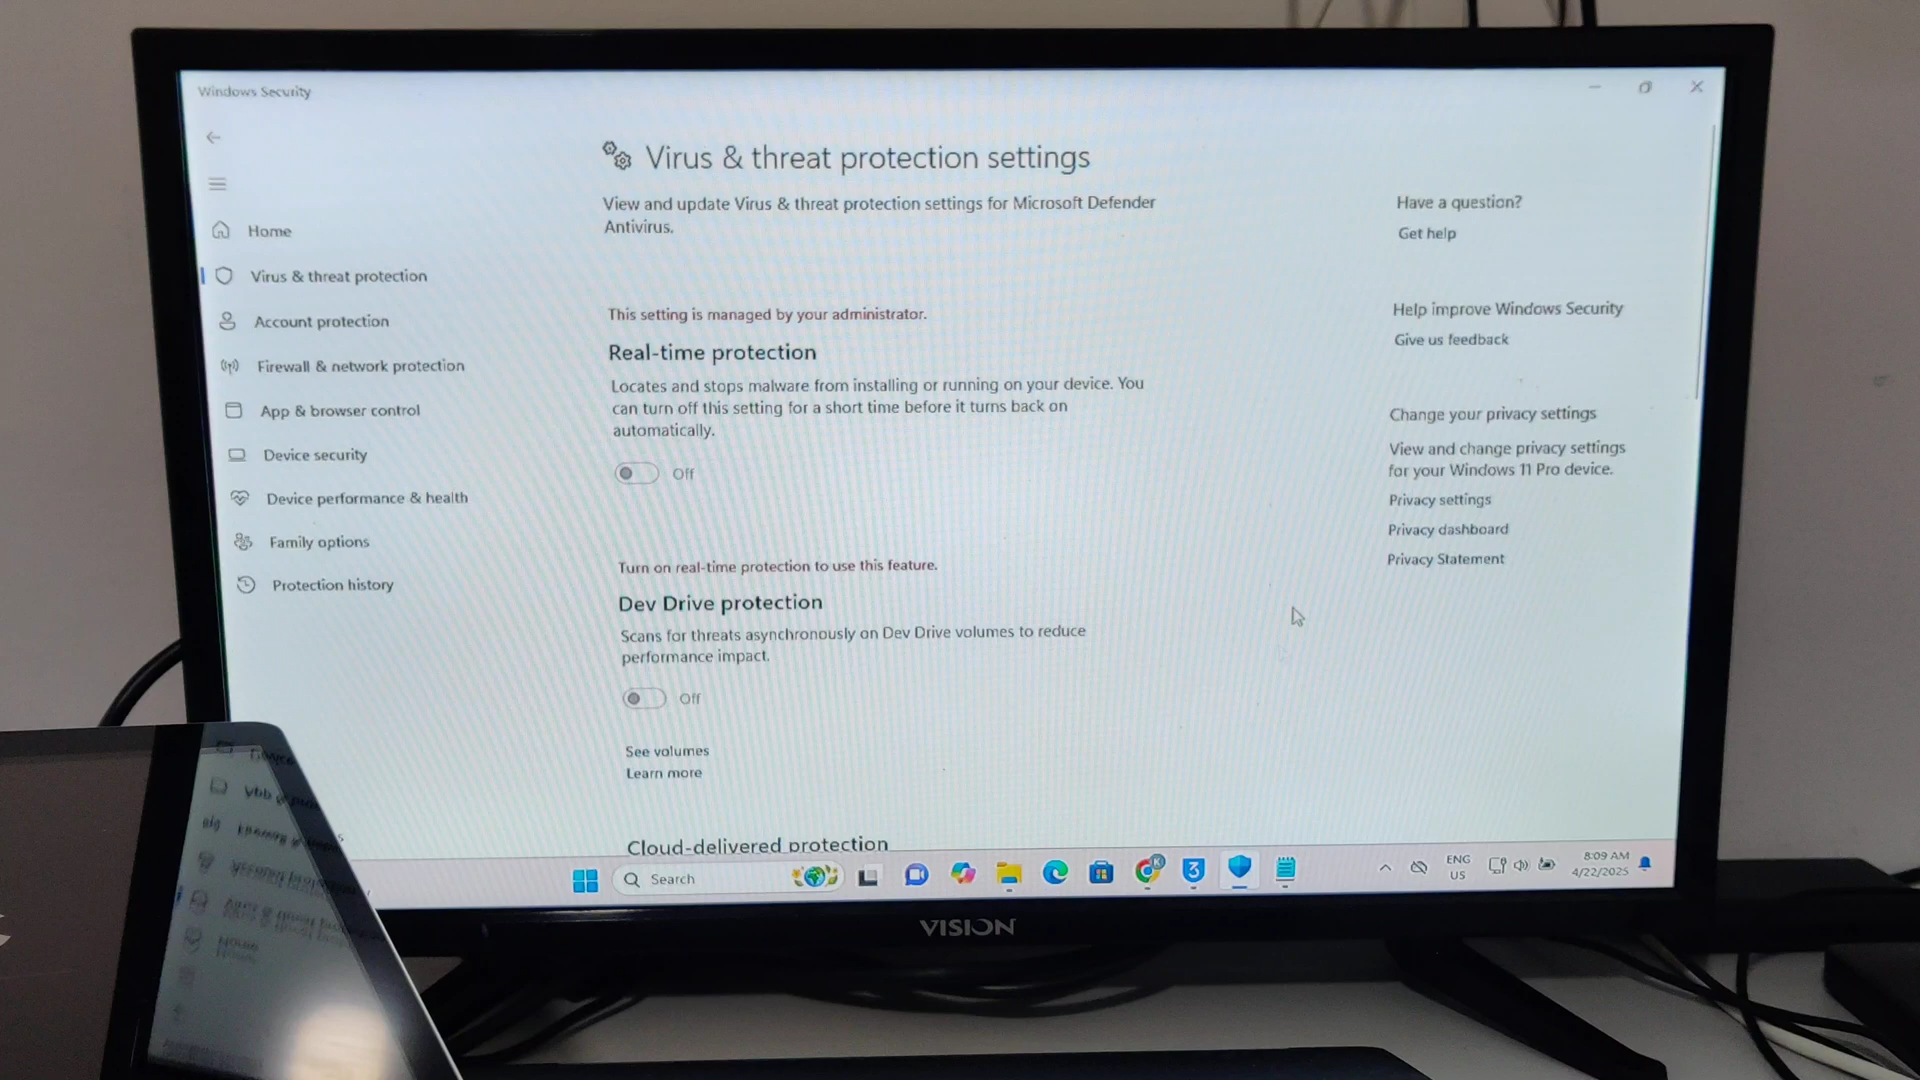 Windows Security
Home
Virus & threat protection
Account protection
Firewall & network protection
App & browser control
Device security
Device performance & health
Family options
Protection history
Virus & threat protection settings
View and update Virus & threat protection settings for Microsoft Defender
Antivirus.
This setting is managed by your administrator.
Real-time protection
Locates and stops malware from installing or running on your device. You
can turn off this setting for a short time before it turns back on
automatically.
Off
Turn on real-time protection to use this feature.
Dev Drive protection
Scans for threats asynchronously on Dev Drive volumes to reduce
performance impact.
Off
See volumes
Learn more
Cloud-delivered protection
Have a question?
Get help
Help improve Windows Security
Give us feedback
Change your privacy settings
View and change privacy settings
for your Windows 11 Pro device.
Privacy settings
Privacy dashboard
Privacy Statement
Search
K
3
ENG
US
8:09 AM
4/22/2025
VISION